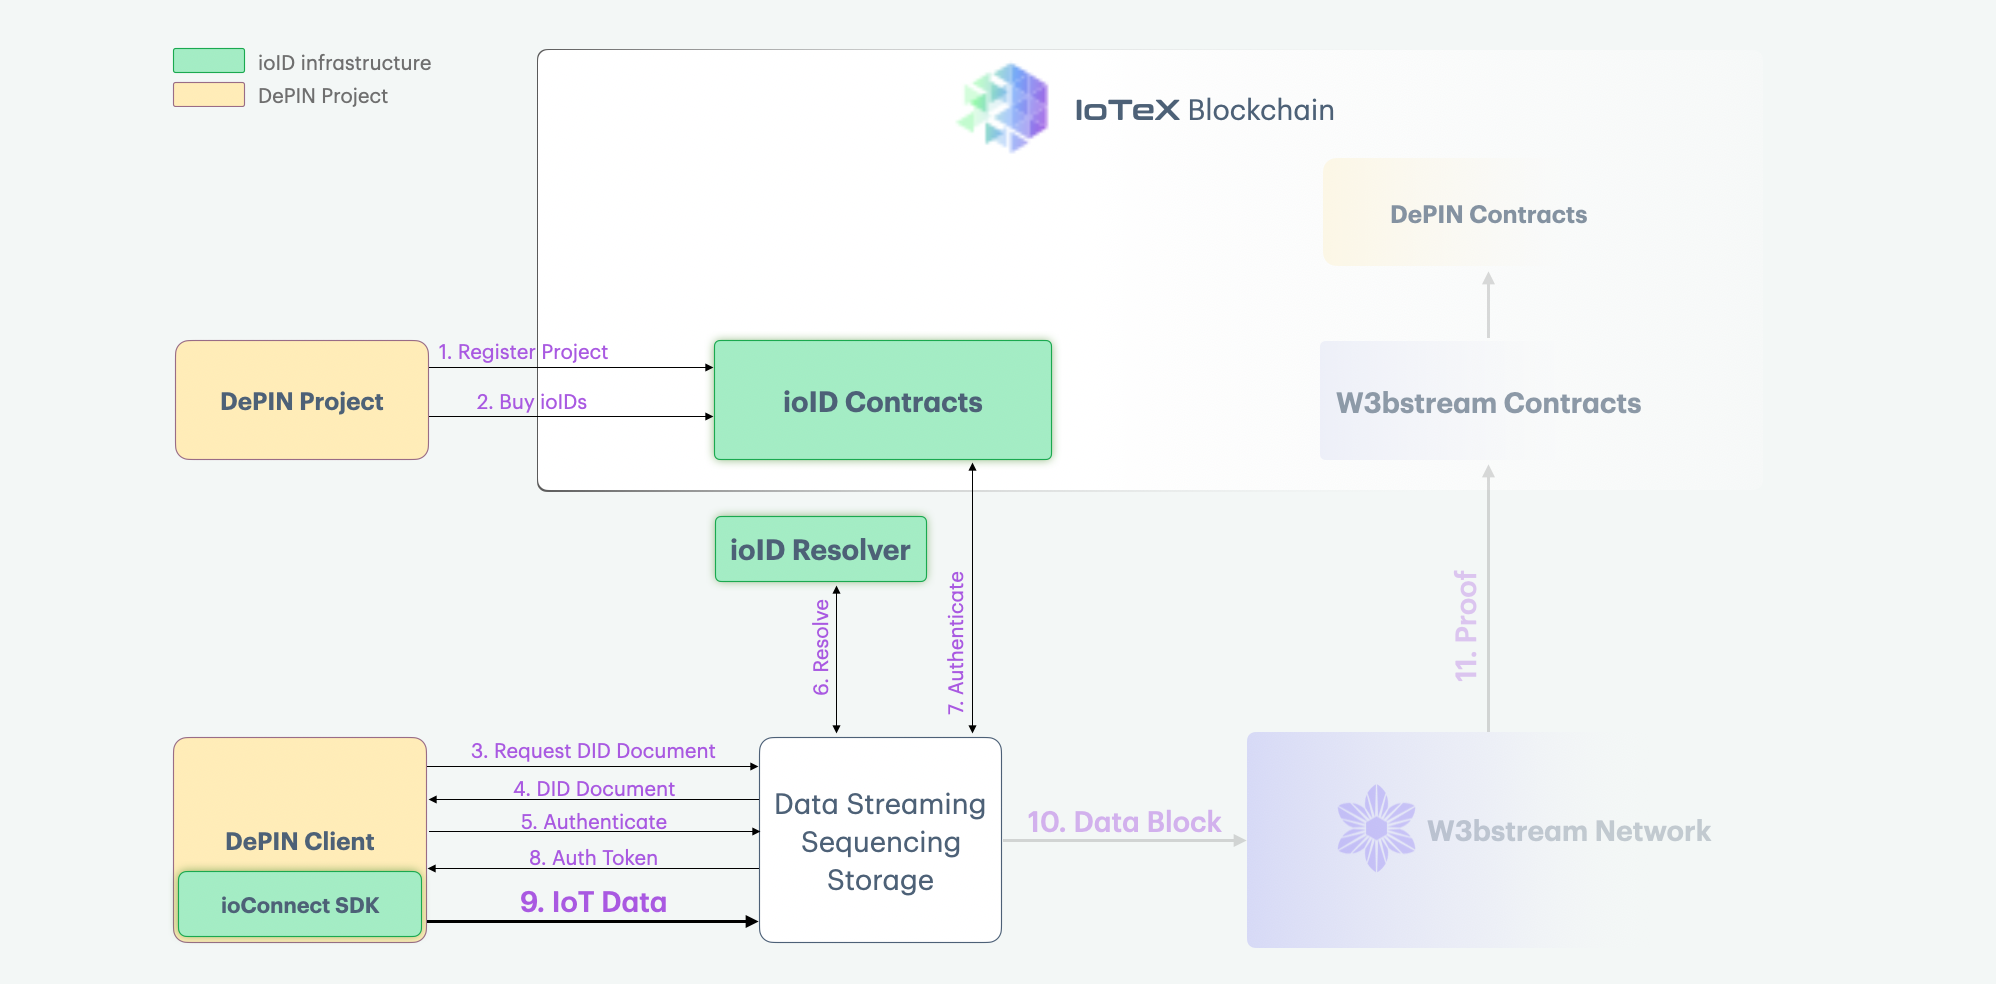 ioID infrastructure
DePIN Project
IoTeX Blockchain
DePIN Contracts
1. Register Project
2. Buy ioIDs
DePIN Project
ioID Contracts
W3bstream Contracts
ioID Resolver
6. Resolve
7. Authenticate
11. Proof
3. Request DID Document
4. DID Document
5. Authenticate
8. Auth Token
9. IoT Data
DePIN Client
ioConnect SDK
Data Streaming
Sequencing
Storage
10. Data Block
W3bstream Network